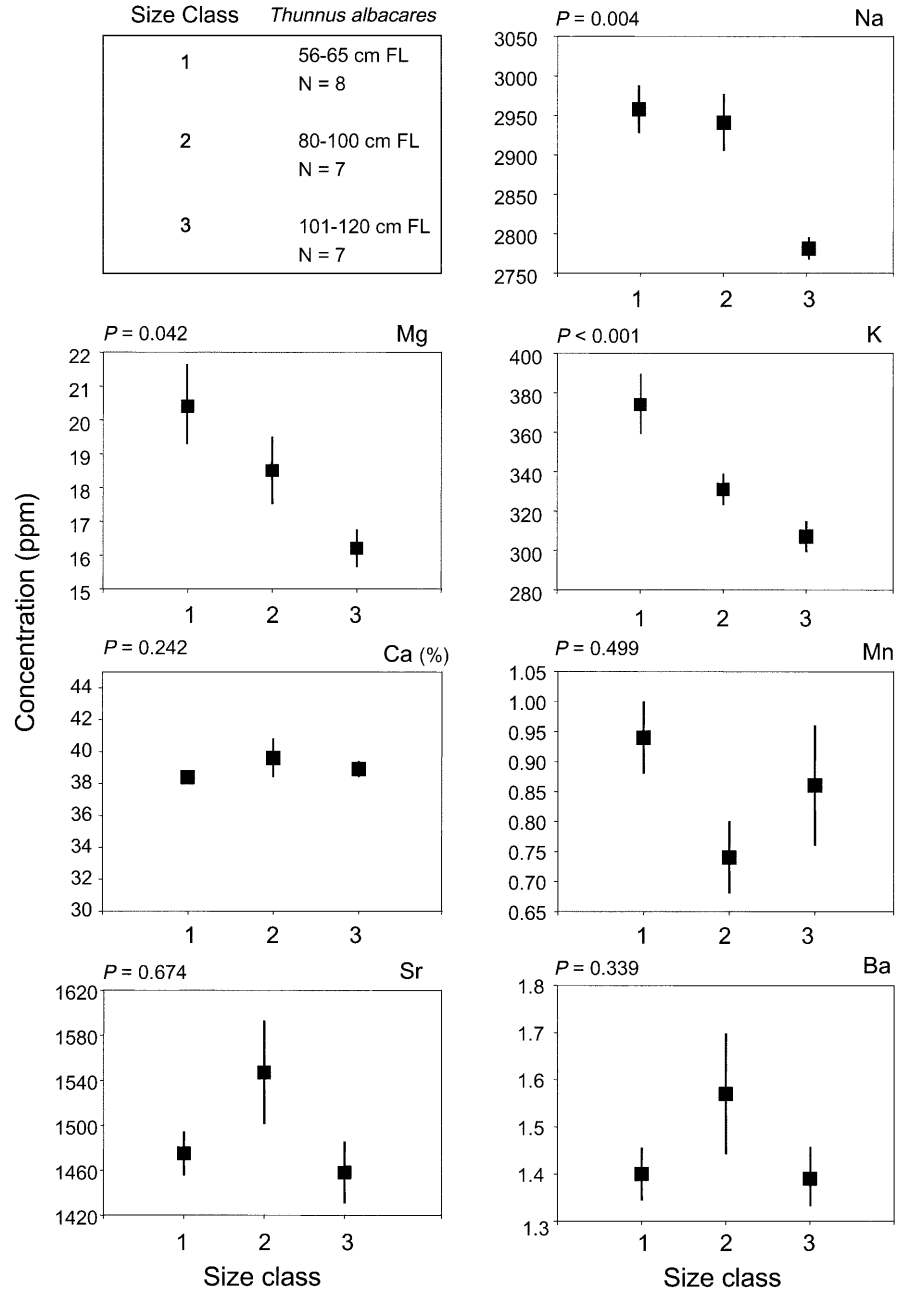 Size Class Thunnus albacares
1 56-65 cm FL
N = 8
2 80-100 cm FL
N = 7
3 101-120 cm FL
N = 7
P = 0.004 Na
3050
3000
2950
2900
2850
2800
2750
1 2 3
P = 0.042 Mg
22
21
20
19
18
17
16
15
1 2 3
P < 0.001 K
400
380
360
340
320
300
280
1 2 3
Concentration (ppm)
P = 0.242 Ca (%)
44
42
40
38
36
34
32
30
1 2 3
P = 0.499 Mn
1.05
1.00
0.95
0.90
0.85
0.80
0.75
0.70
0.65
1 2 3
P = 0.674 Sr
1620
1580
1540
1500
1460
1420
1 2 3
Size class
P = 0.339 Ba
1.8
1.7
1.6
1.5
1.4
1.3
1 2 3
Size class